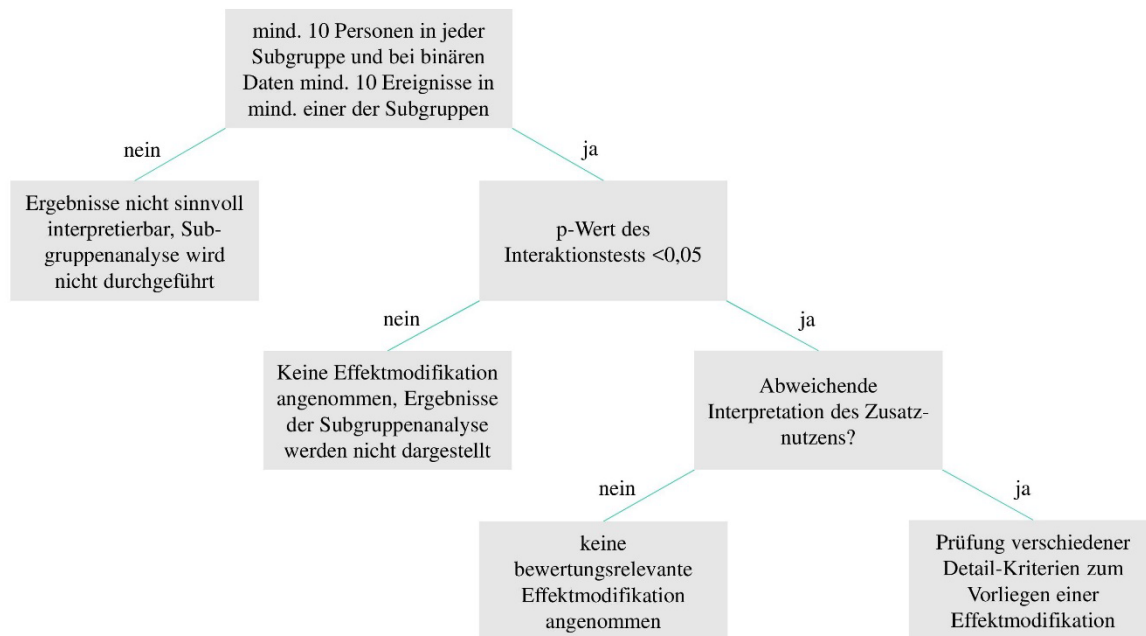 mind. 10 Personen in jeder
Subgruppe und bei binären
Daten mind. 10 Ereignisse in
mind. einer der Subgruppen
nein
ja
Ergebnisse nicht sinnvoll
interpretierbar, Sub-
gruppenanalyse wird
nicht durchgeführt
p-Wert des
Interaktionstests <0,05
nein
ja
Keine Effektmodifikation
angenommen, Ergebnisse
der Subgruppenanalyse
werden nicht dargestellt
Abweichende
Interpretation des Zusatz-
nutzens?
nein
ja
keine
bewertungsrelevante
Effektmodifikation
angenommen
Prüfung verschiedener
Detail-Kriterien zum
Vorliegen einer
Effektmodifikation